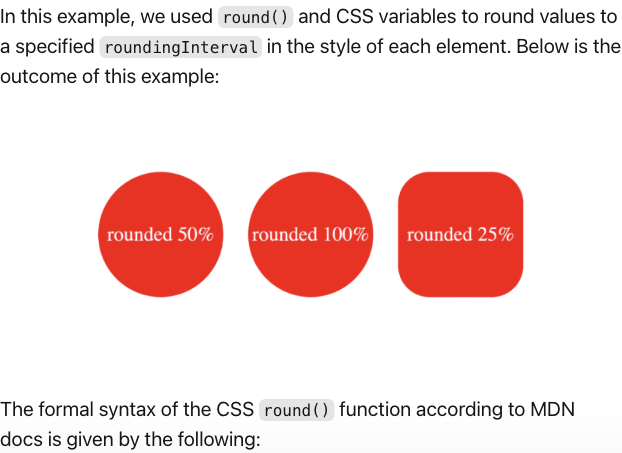 In this example, we used round() and CSS variables to round values to
a specified roundingInterval in the style of each element. Below is the
outcome of this example:
rounded 50% rounded 100% rounded 25%
The formal syntax of the CSS round() function according to MDN
docs is given by the following: